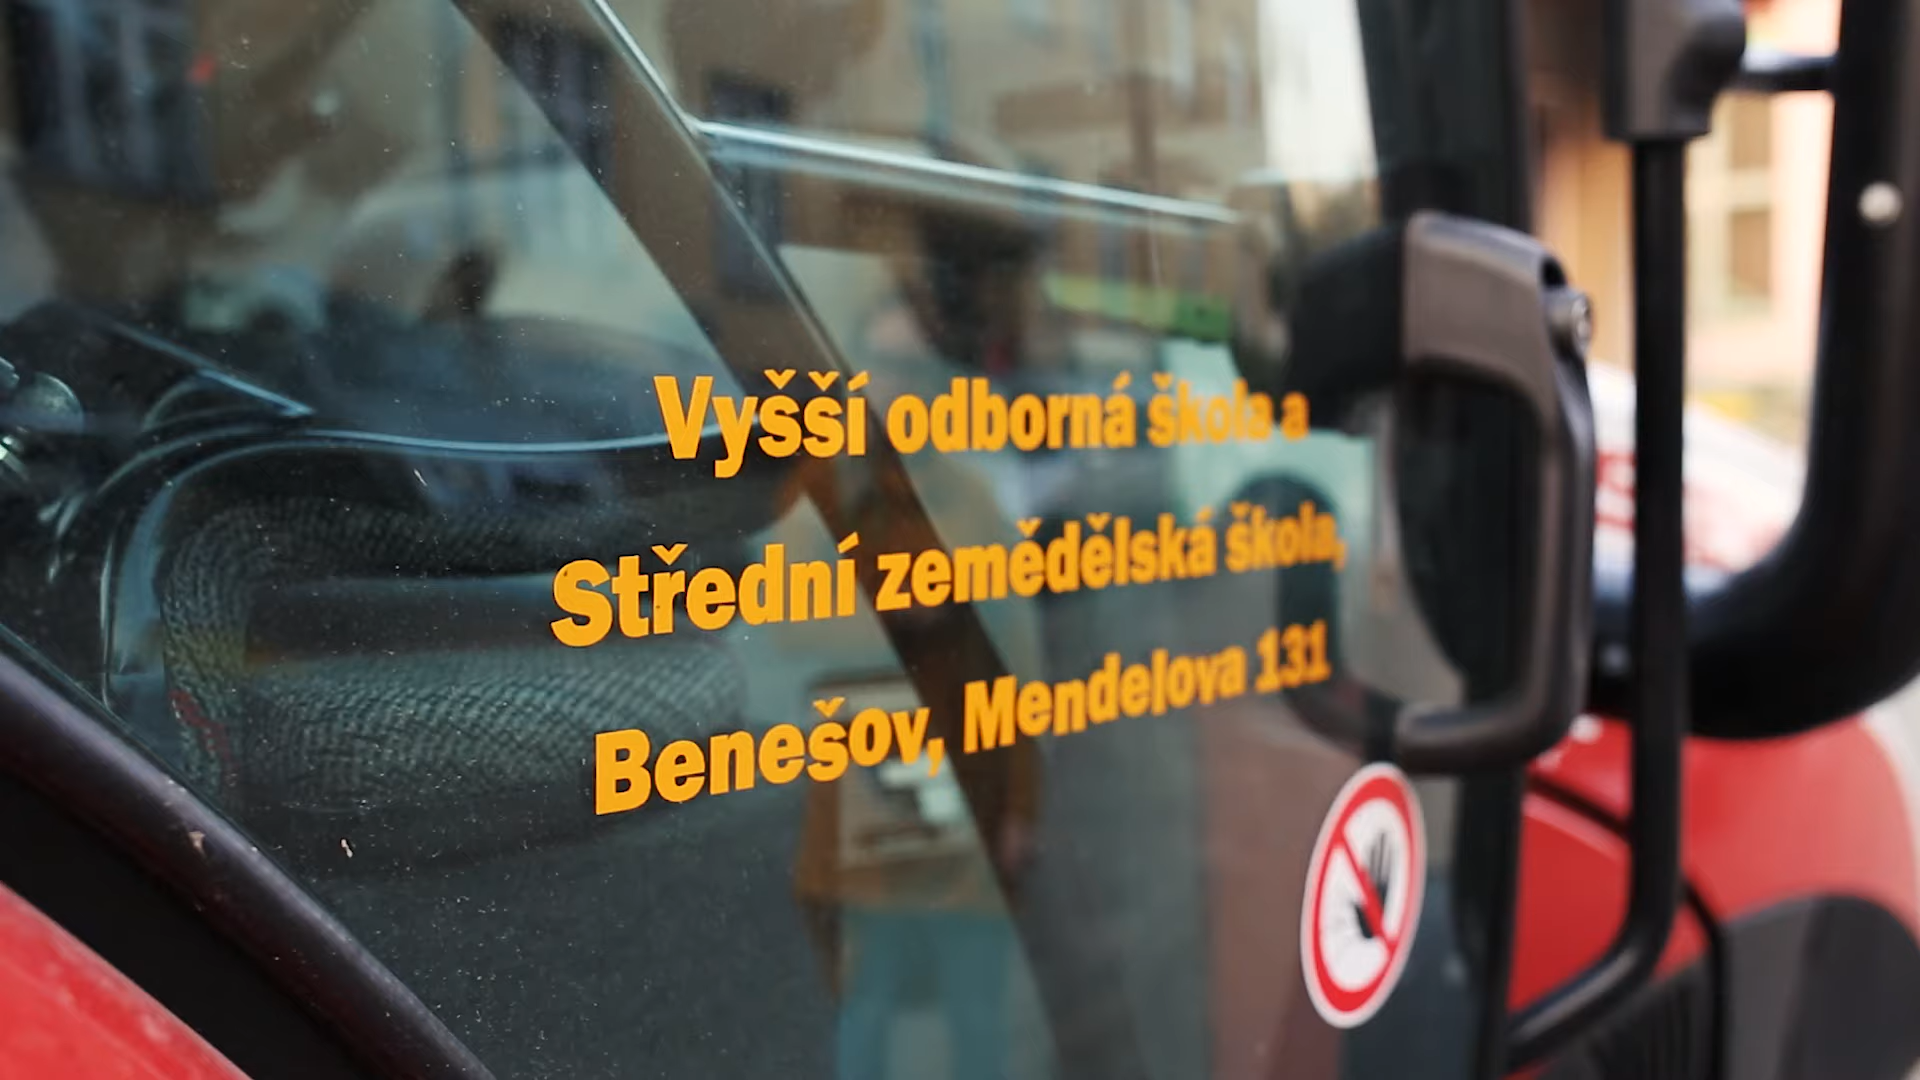 Vyšší odborná škola a
Střední zemědělská škola,
Benešov, Mendelova 131